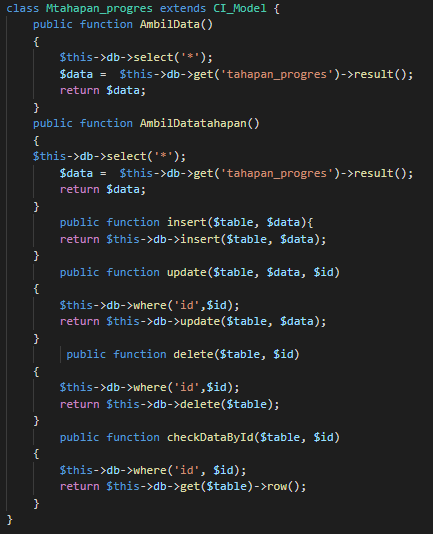 class Mtahapan_progres extends CI_Model {
    public function AmbilData()
    {
        $this->db->select('*');
        $data =  $this->db->get('tahapan_progres')->result();
        return $data;
    }
    public function AmbilDatatahapan()
    {
    $this->db->select('*');
        $data =  $this->db->get('tahapan_progres')->result();
        return $data;
    }
        public function insert($table, $data){
        return $this->db->insert($table, $data);
    }
        public function update($table, $data, $id)
    {
        $this->db->where('id',$id);
        return $this->db->update($table, $data);
    }
         public function delete($table, $id)
    {
        $this->db->where('id',$id);
        return $this->db->delete($table);
    }
        public function checkDataById($table, $id)
    {
        $this->db->where('id', $id);
        return $this->db->get($table)->row();
    }
}